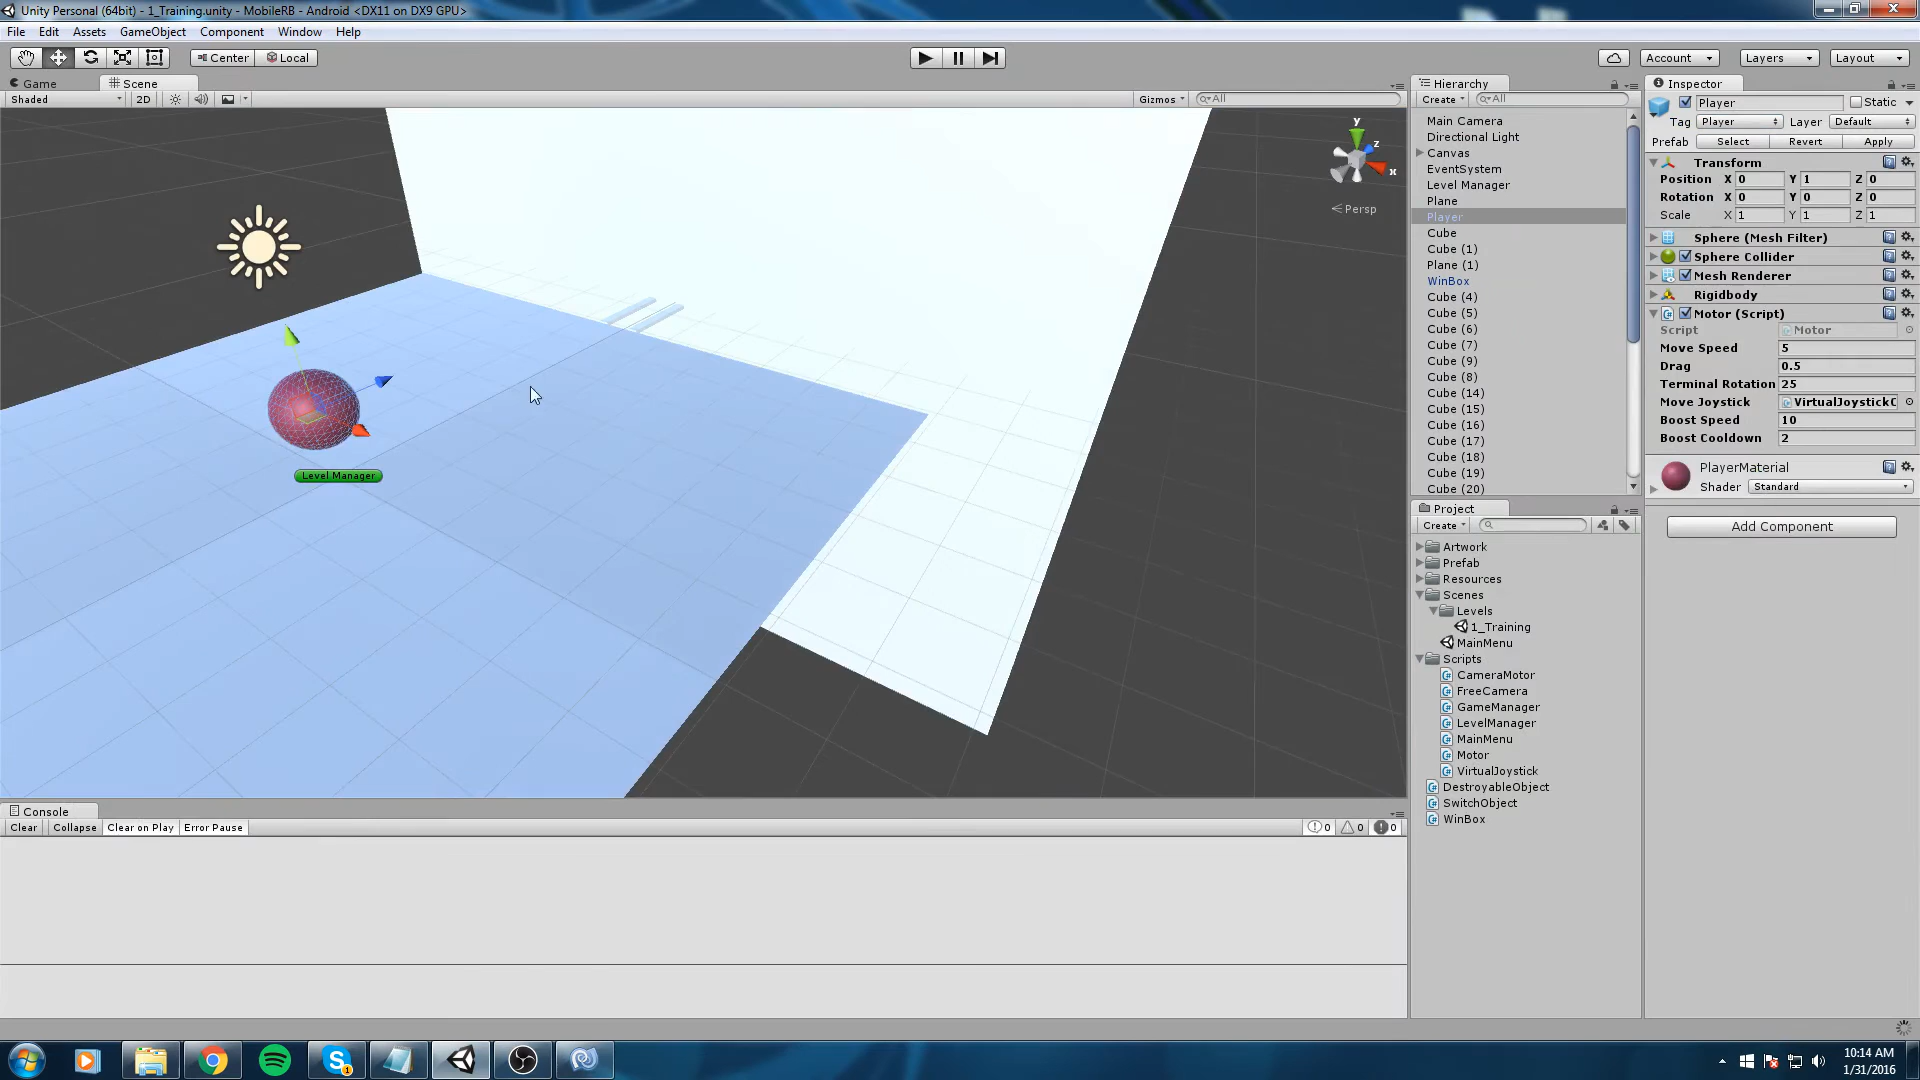 Unity Personal (64bit) - 1_Training.unity - MobileRB - Android <DX11 on DX9 GPU>
File Edit Assets GameObject Component Window Help
Center Local Account Layers Layout
Game Scene
Shaded 2D Gizmos All
y
z
x
Persp
Level Manager
Hierarchy
Create All
Main Camera
Directional Light
Canvas
EventSystem
Level Manager
Plane
Player
Cube
Cube (1)
Plane (1)
WinBox
Cube (4)
Cube (5)
Cube (6)
Cube (7)
Cube (9)
Cube (8)
Cube (14)
Cube (15)
Cube (16)
Cube (17)
Cube (18)
Cube (19)
Cube (20)
Project
Create
Artwork
Prefab
Resources
Scenes
Levels
1_Training
MainMenu
Scripts
CameraMotor
FreeCamera
GameManager
LevelManager
MainMenu
Motor
VirtualJoystick
DestroyableObject
SwitchObject
WinBox
Inspector
Player Static
Tag Player Layer Default
Prefab Select Revert Apply
Transform
Position X 0 Y 1 Z 0
Rotation X 0 Y 0 Z 0
Scale X 1 Y 1 Z 1
Sphere (Mesh Filter)
Sphere Collider
Mesh Renderer
Rigidbody
Motor (Script)
Script Motor
Move Speed 5
Drag 0.5
Terminal Rotation 25
Move Joystick VirtualJoystickC
Boost Speed 10
Boost Cooldown 2
PlayerMaterial
Shader Standard
Add Component
Console
Clear Collapse Clear on Play Error Pause 0 0 0
1
10:14 AM
1/31/2016